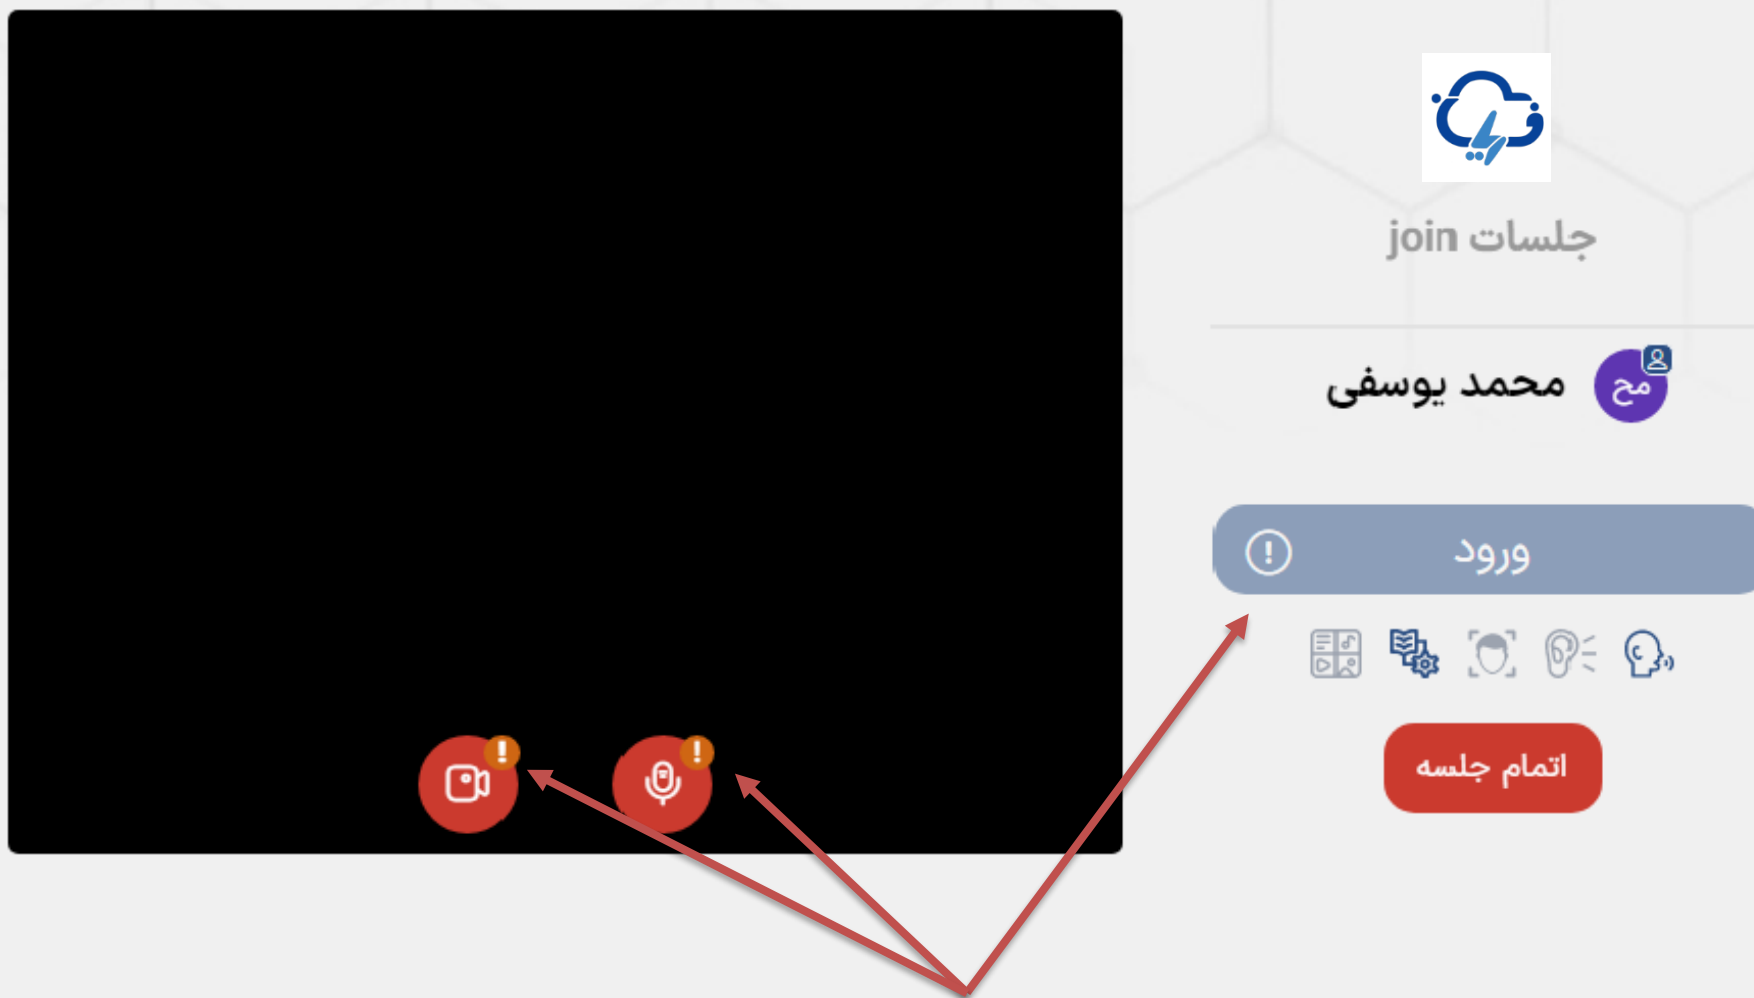 جلسات join
مح
محمد یوسفی
ورود
اتمام جلسه